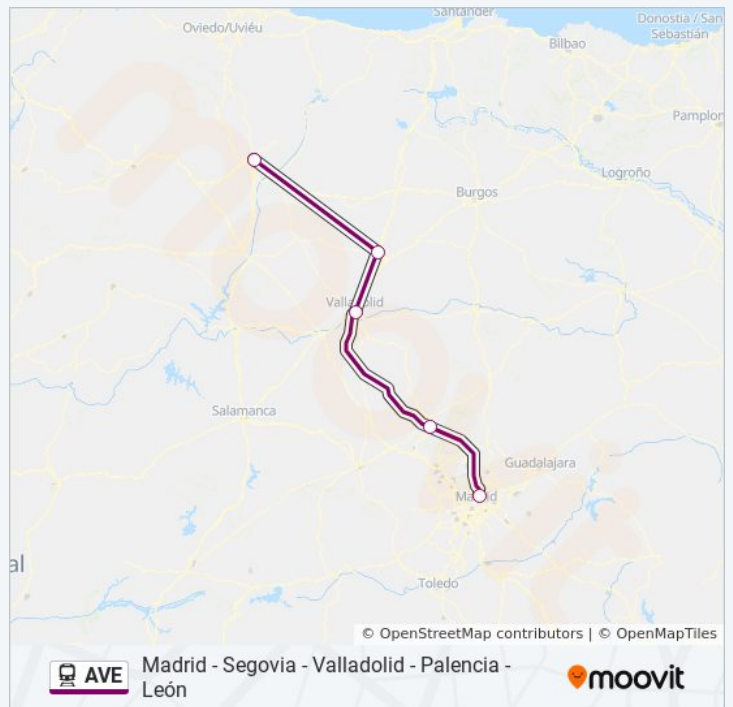 Santander
Oviedo/Uviéu
Donostia / San
Sebastián
Bilbao
Pamplon
Logroño
Burgos
Valladolid
Salamanca
Guadalajara
Madrid
al
Toledo
© OpenStreetMap contributors | © OpenMapTiles
AVE
Madrid - Segovia - Valladolid - Palencia -
León
moovit